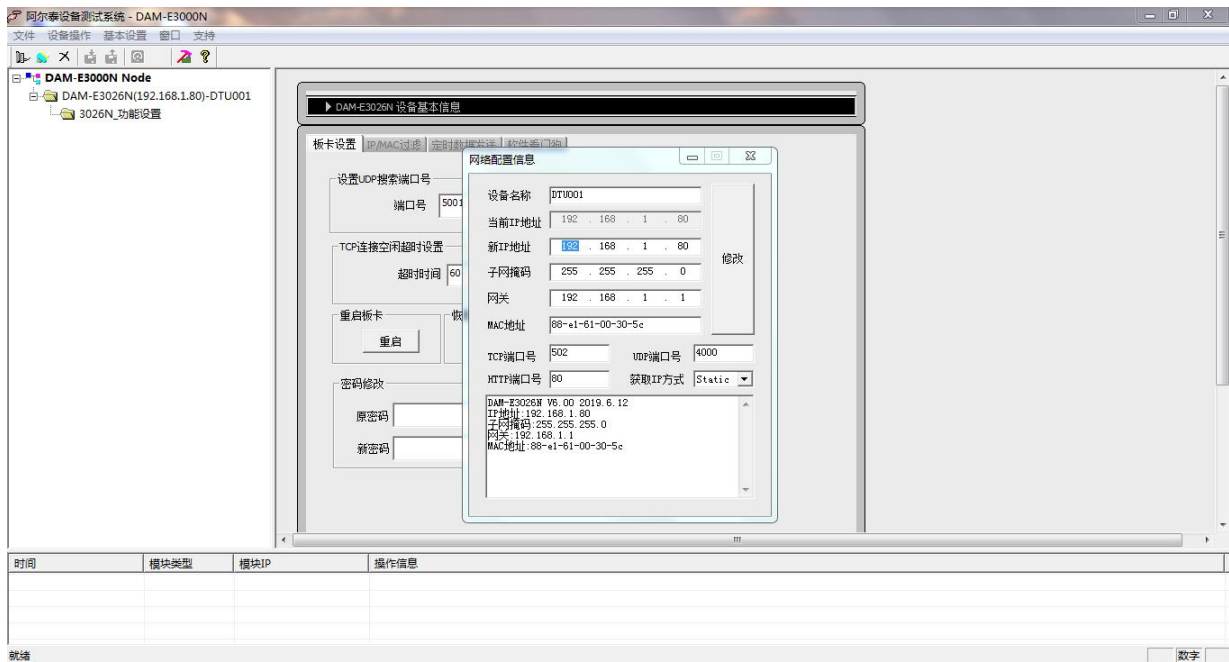 阿尔泰设备测试系统 - DAM-E3000N
文件 设备操作 基本设置 窗口 支持
DAM-E3000N Node
DAM-E3026N(192.168.1.80)-DTU001
3026N_功能设置
DAM-E3026N 设备基本信息
板卡设置 IP/MAC过滤 定时数据发送 软件看门狗
设置UDP搜索端口号
端口号 5001
TCP连接空闲超时设置
超时时间 60
重启板卡
恢
重启
密码修改
原密码
新密码
网络配置信息
设备名称 DTU001
当前IP地址 192 . 168 . 1 . 80
新IP地址 192 . 168 . 1 . 80
子网掩码 255 . 255 . 255 . 0
网关 192 . 168 . 1 . 1
MAC地址 88-e1-61-00-30-5c
修改
TCP端口号 502 UDP端口号 4000
HTTP端口号 80 获取IP方式 Static
DAM-E3026N V6.00 2019.6.12
IP地址:192.168.1.80
子网掩码:255.255.255.0
网关:192.168.1.1
MAC地址:88-e1-61-00-30-5c
时间 模块类型 模块IP 操作信息
就绪 数字